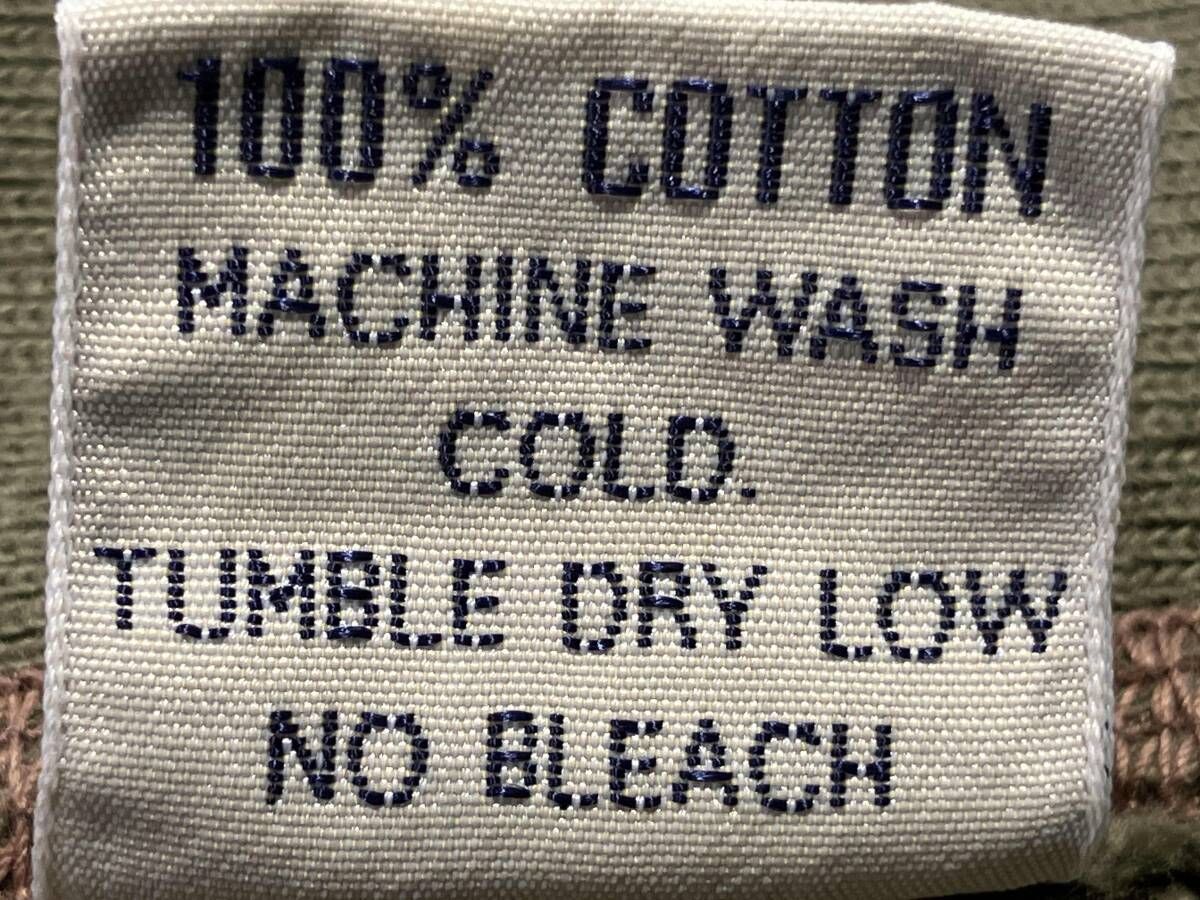 100% COTTON
MACHINE WASH
COLD.
TUMBLE DRY LOW
NO BLEACH